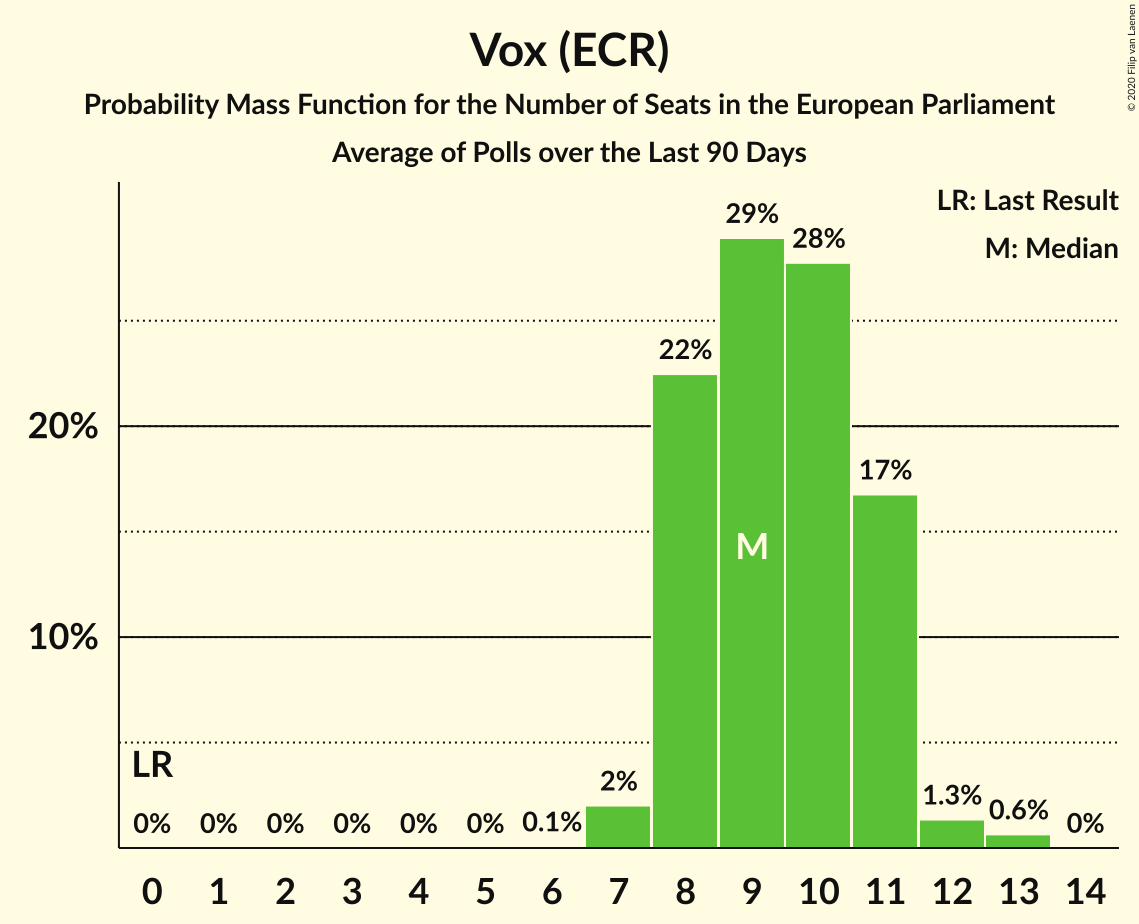 Vox (ECR)
Probability Mass Function for the Number of Seats in the European Parliament
Average of Polls over the Last 90 Days
© 2020 Filip van Laenen
LR: Last Result
M: Median
29%
28%
22%
20%
17%
M
10%
LR
2%
1.3%
0.6%
0% 0% 0% 0% 0% 0% 0.1% 0%
0 1 2 3 4 5 6 7 8 9 10 11 12 13 14